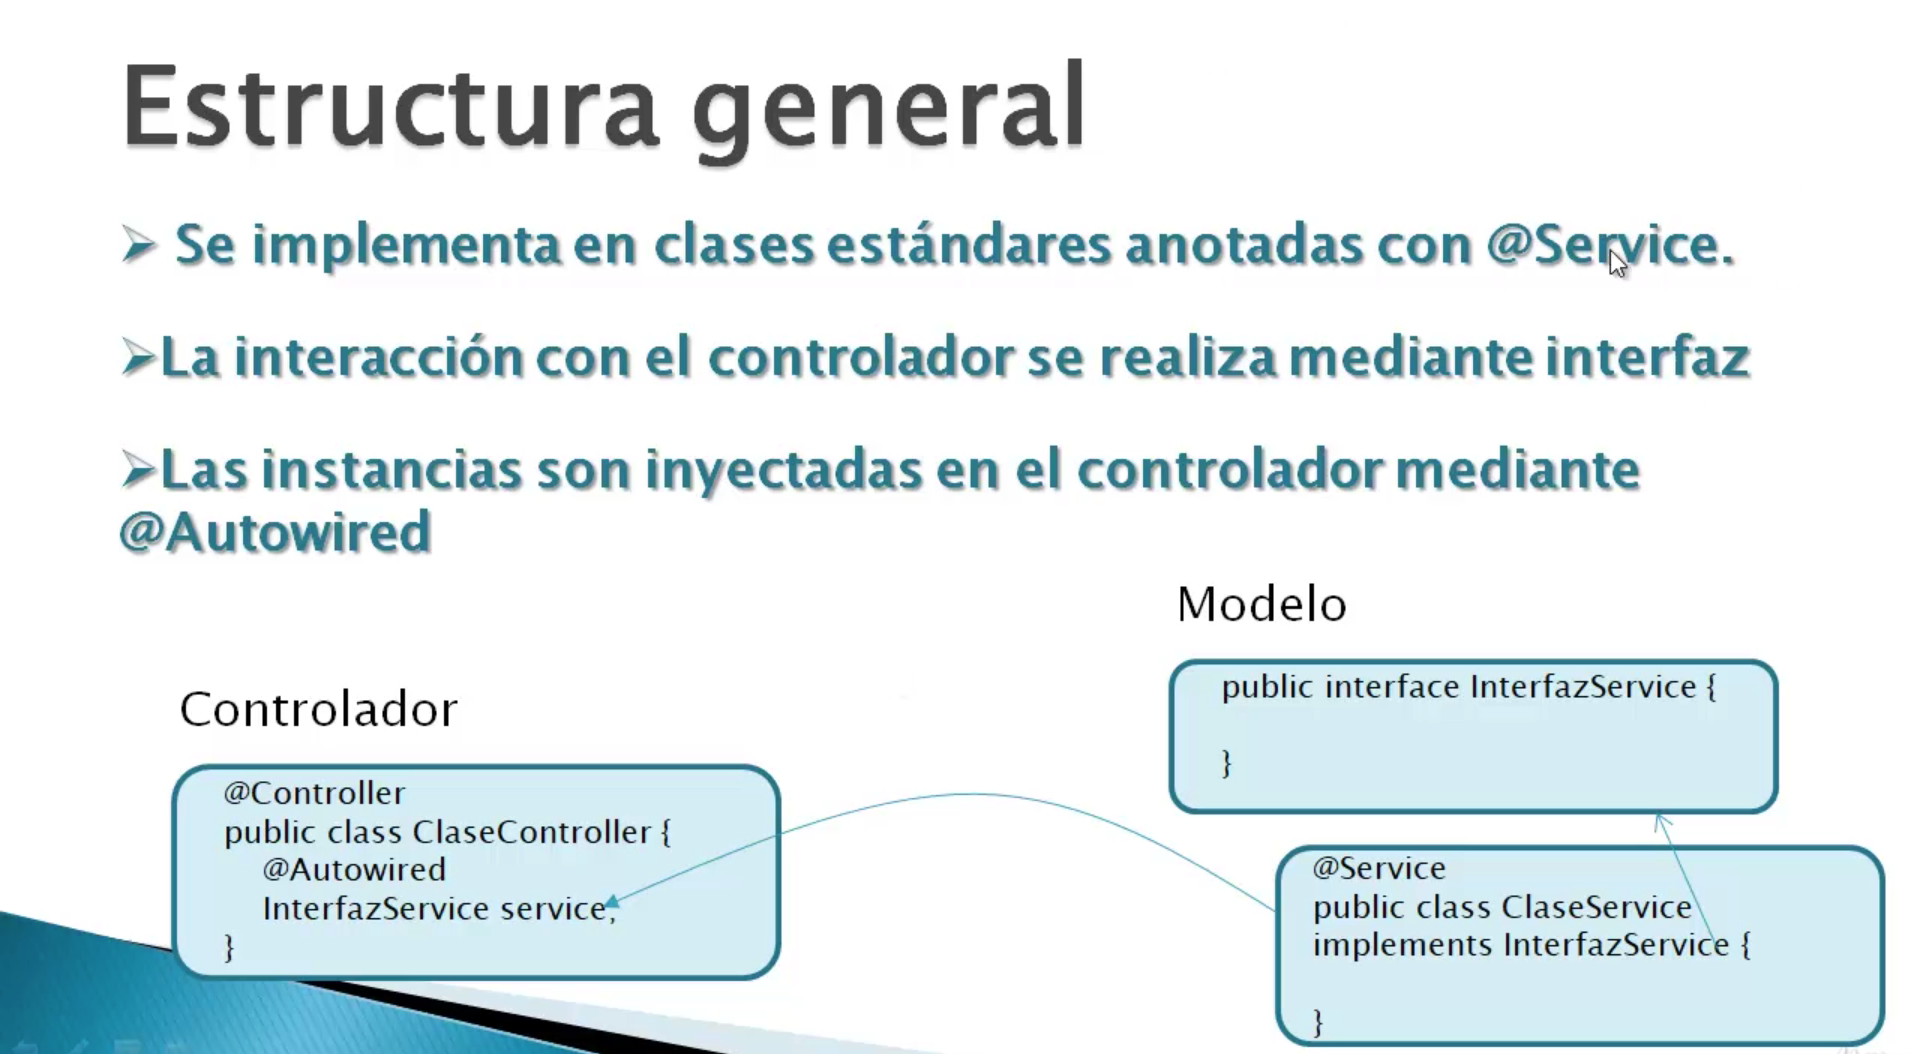 Estructura general
➢ Se implementa en clases estándares anotadas con @Service.
➢La interacción con el controlador se realiza mediante interfaz
➢Las instancias son inyectadas en el controlador mediante
@Autowired
Modelo
public interface InterfazService {
}
Controlador
@Controller
public class ClaseController {
@Autowired
InterfazService service;
}
@Service
public class ClaseService
implements InterfazService {
}